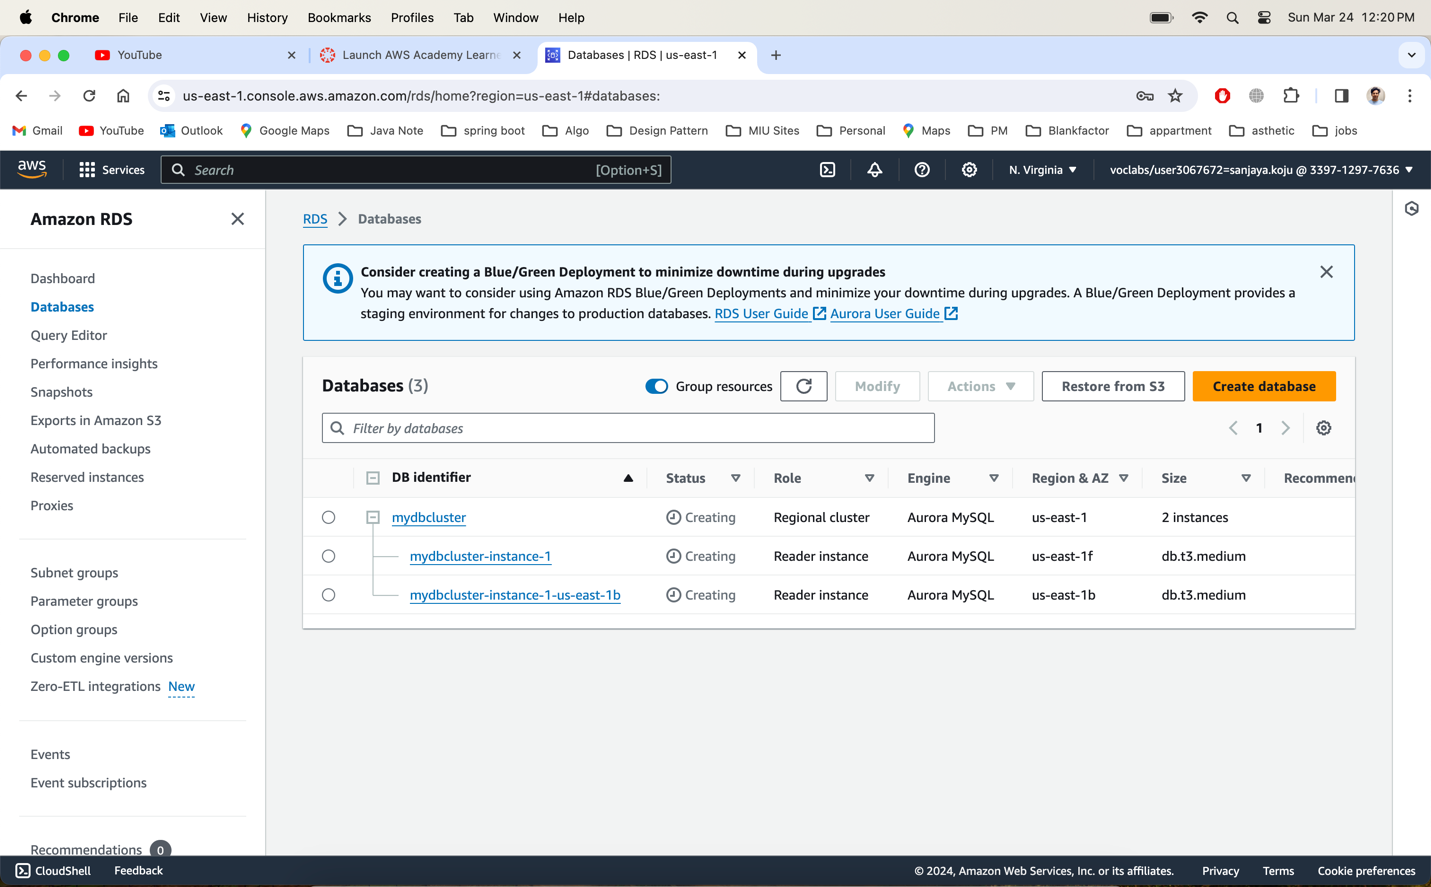 Chrome File Edit View History Bookmarks Profiles Tab Window Help Sun Mar 24 12:20 PM
YouTube Launch AWS Academy Learne Databases | RDS | us-east-1
us-east-1.console.aws.amazon.com/rds/home?region=us-east-1#databases:
Gmail YouTube Outlook Google Maps Java Note spring boot Algo Design Pattern MIU Sites Personal Maps PM Blankfactor appartment asthetic jobs
aws Services Search [Option+S] N. Virginia voclabs/user3067672=sanjaya.koju @ 3397-1297-7636
Amazon RDS
Dashboard
Databases
Query Editor
Performance insights
Snapshots
Exports in Amazon S3
Automated backups
Reserved instances
Proxies
Subnet groups
Parameter groups
Option groups
Custom engine versions
Zero-ETL integrations New
Events
Event subscriptions
Recommendations 0
RDS Databases
Consider creating a Blue/Green Deployment to minimize downtime during upgrades
You may want to consider using Amazon RDS Blue/Green Deployments and minimize your downtime during upgrades. A Blue/Green Deployment provides a
staging environment for changes to production databases. RDS User Guide Aurora User Guide
Databases (3) Group resources Modify Actions Restore from S3 Create database
Filter by databases 1
DB identifier Status Role Engine Region & AZ Size Recommen
mydbcluster Creating Regional cluster Aurora MySQL us-east-1 2 instances
mydbcluster-instance-1 Creating Reader instance Aurora MySQL us-east-1f db.t3.medium
mydbcluster-instance-1-us-east-1b Creating Reader instance Aurora MySQL us-east-1b db.t3.medium
CloudShell Feedback © 2024, Amazon Web Services, Inc. or its affiliates. Privacy Terms Cookie preferences